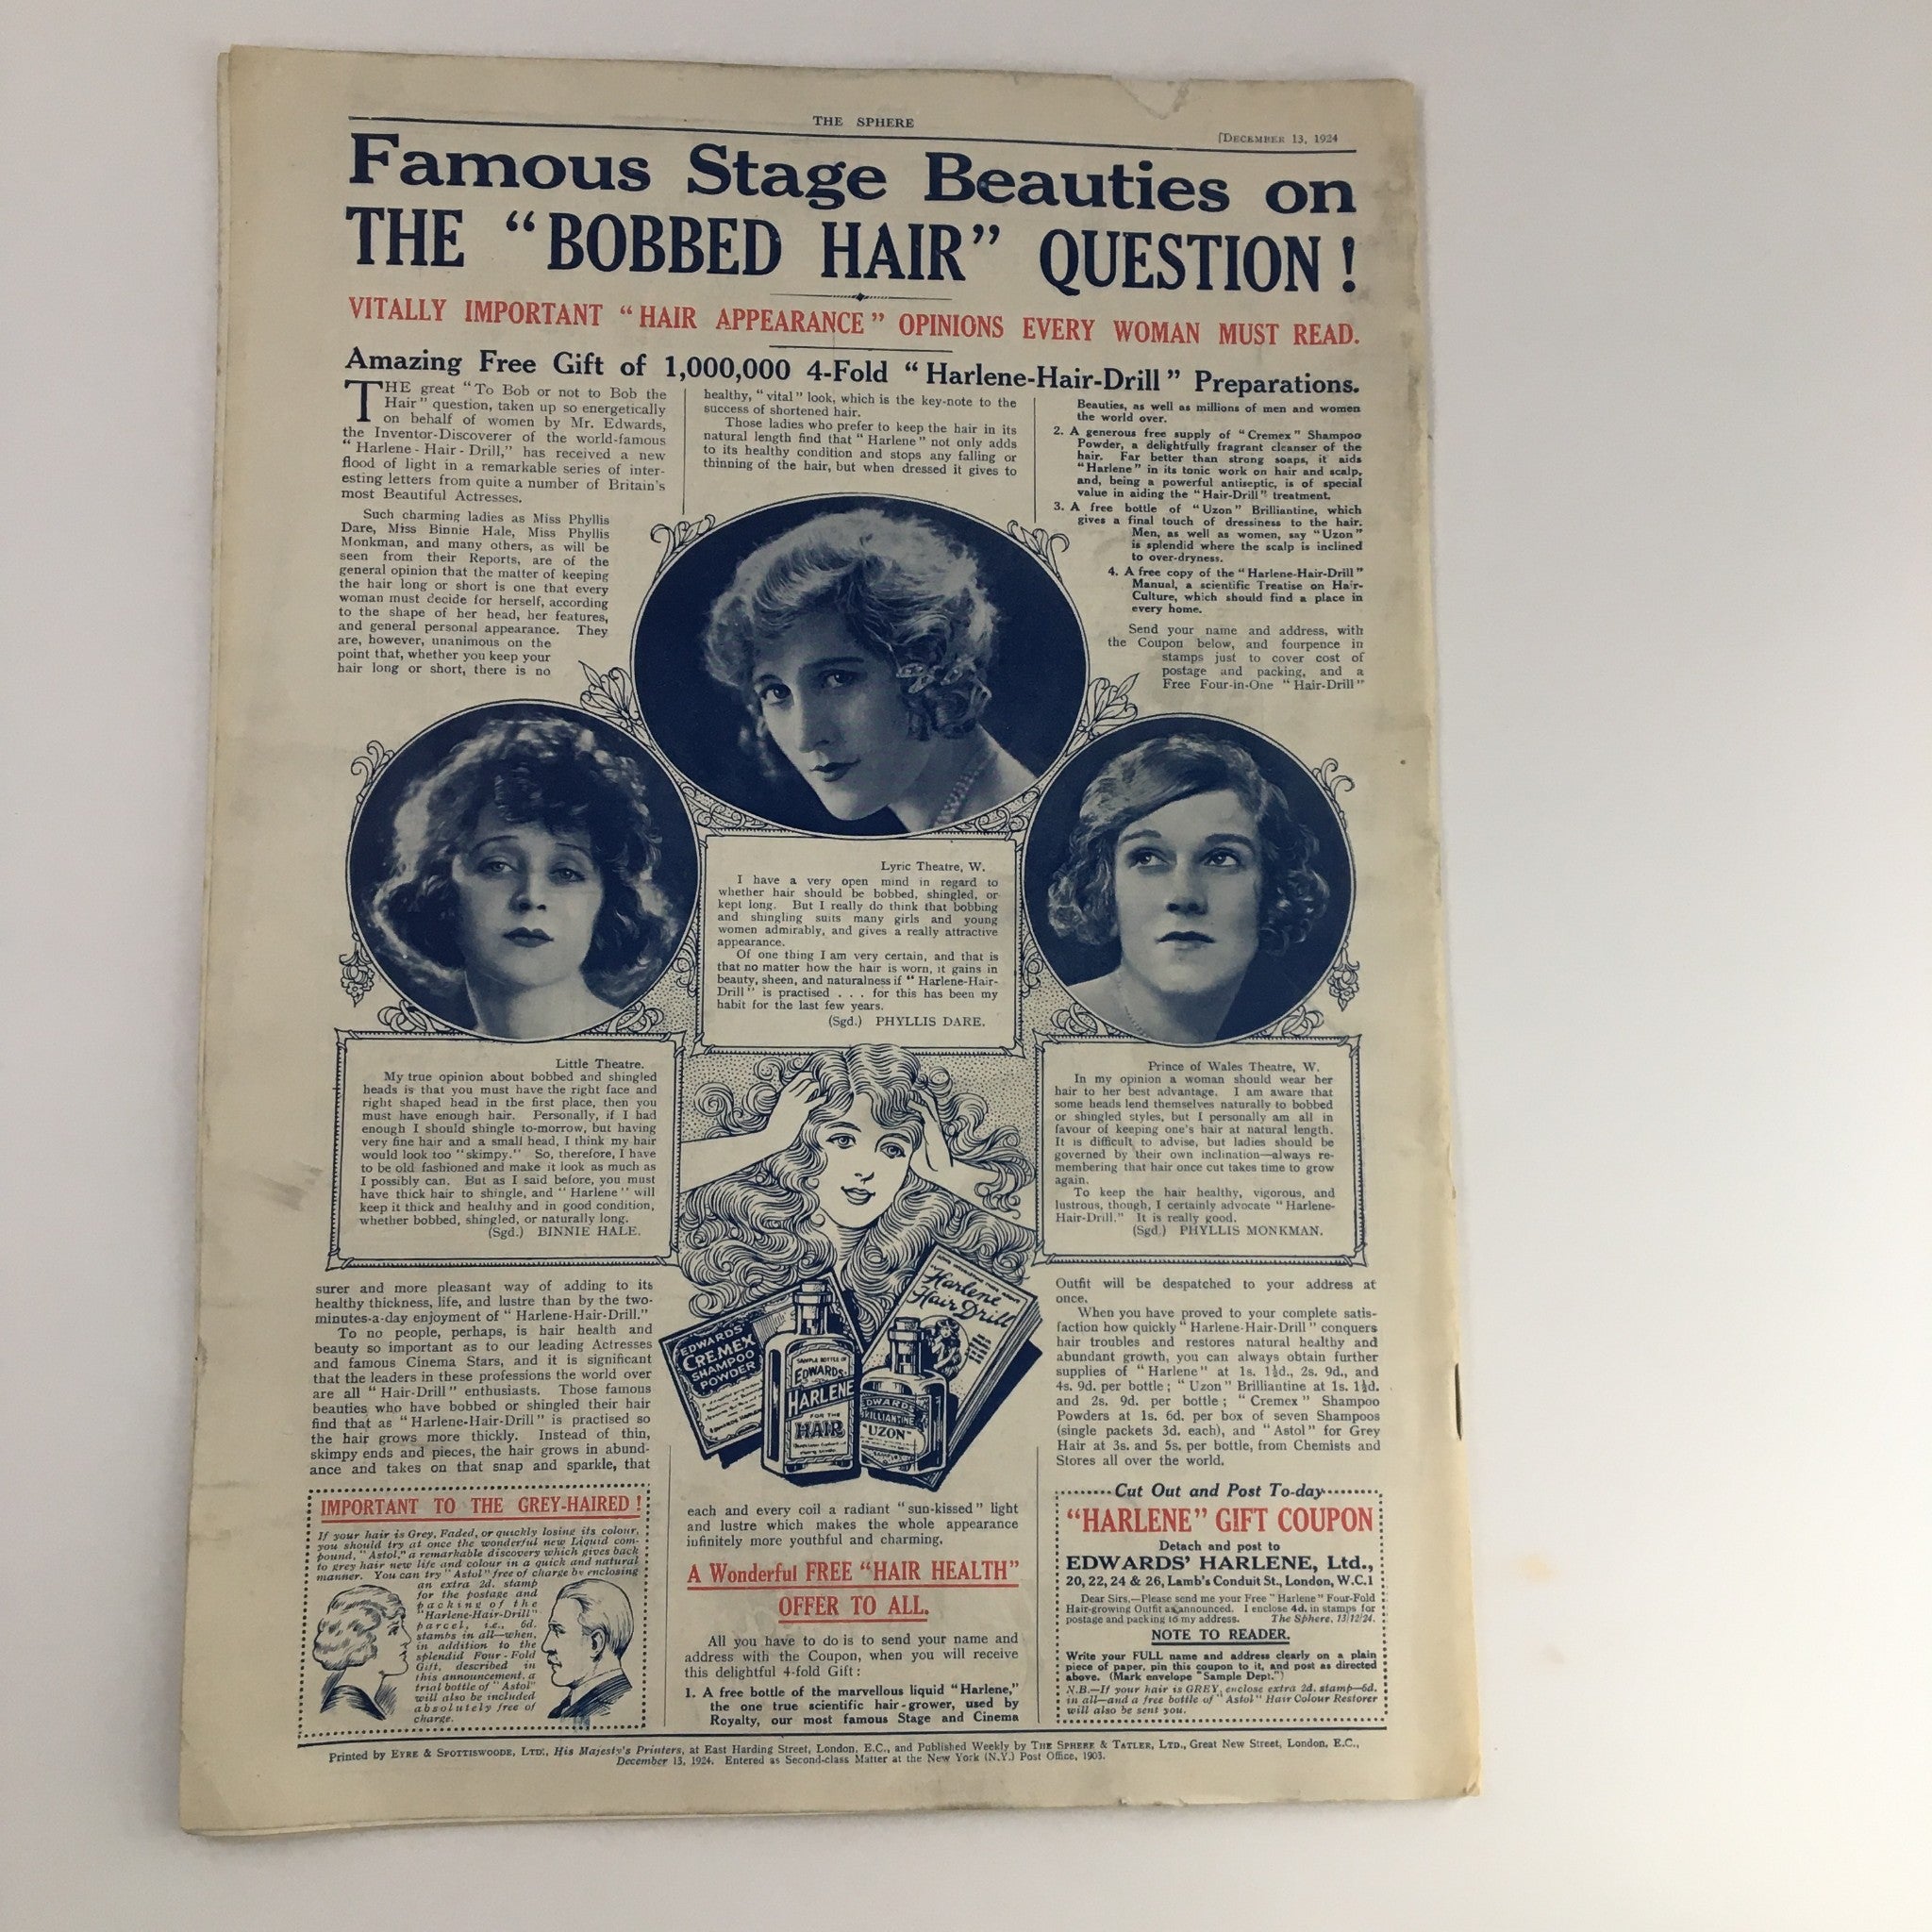 THE SPHERE
[DECEMBER 13, 1924
Famous Stage Beauties on
THE “BOBBED HAIR” QUESTION!
VITALLY IMPORTANT “HAIR APPEARANCE” OPINIONS EVERY WOMAN MUST READ.
Amazing Free Gift of 1,000,000 4-Fold “Harlene-Hair-Drill” Preparations.
THE great “To Bob or not to Bob the
Hair” question, taken up so energetically
on behalf of women by Mr. Edwards,
the Inventor-Discoverer of the world-famous
“Harlene-Hair-Drill,” has received a new
flood of light in a remarkable series of inter-
esting letters from quite a number of Britain's
most Beautiful Actresses.
Such charming ladies as Miss Phyllis
Dare, Miss Binnie Hale, Miss Phyllis
Monkman, and many others, as will be
seen from their Reports, are of the
general opinion that the matter of keeping
the hair long or short is one that every
woman must decide for herself, according
to the shape of her head, her features,
and general personal appearance. They
are, however, unanimous on the
point that, whether you keep your
hair long or short, there is no
Little Theatre.
My true opinion about bobbed and shingled
heads is that you must have the right face and
right shaped head in the first place, then you
must have enough hair. Personally, if I had
enough I should shingle to-morrow, but having
very fine hair and a small head, I think my hair
would look too “skimpy.” So, therefore, I have
to be old fashioned and make it look as much as
I possibly can. But as I said before, you must
have thick hair to shingle, and “Harlene” will
keep it thick and healthy and in good condition,
whether bobbed, shingled, or naturally long.
(Sgd.) BINNIE HALE.
surer and more pleasant way of adding to its
healthy thickness, life, and lustre than by the two-
minutes-a-day enjoyment of “Harlene-Hair-Drill.”
To no people, perhaps, is hair health and
beauty so important as to our leading Actresses
and famous Cinema Stars, and it is significant
that the leaders in these professions the world over
are all “Hair-Drill” enthusiasts. Those famous
beauties who have bobbed or shingled their hair
find that as “Harlene-Hair-Drill” is practised so
the hair grows more thickly. Instead of thin,
skimpy ends and pieces, the hair grows in abund-
ance and takes on that snap and sparkle, that
IMPORTANT TO THE GREY-HAIRED!
If your hair is Grey, Faded, or quickly losing its colour,
you should try at once the wonderful new Liquid com-
pound, “Astol,” a remarkable discovery which gives back
to grey hair new life and colour in a quick and natural
manner. You can try “Astol” free of charge by enclosing
an extra 2d. stamp
for the postage and
packing of the
“Harlene-Hair-Drill”
parcel, i.e., 6d.
stamps in all—when,
in addition to the
splendid Four-Fold
Gift, described in
this announcement, a
trial bottle of “Astol”
will also be included
absolutely free of
charge.
healthy, “vital” look, which is the key-note to the
success of shortened hair.
Those ladies who prefer to keep the hair in its
natural length find that “Harlene” not only adds
to its healthy condition and stops any falling or
thinning of the hair, but when dressed it gives to
Lyric Theatre, W.
I have a very open mind in regard to
whether hair should be bobbed, shingled, or
kept long. But I really do think that bobbing
and shingling suits many girls and young
women admirably, and gives a really attractive
appearance.
Of one thing I am very certain, and that is
that no matter how the hair is worn, it gains in
beauty, sheen, and naturalness if “Harlene-Hair-
Drill” is practised . . . for this has been my
habit for the last few years.
(Sgd.) PHYLLIS DARE.
EDWARDS'
CREMEX
SHAMPOO
POWDER
SAMPLE BOTTLE OF
EDWARDS'
HARLENE
FOR THE
HAIR
EDWARDS
BRILLIANTINE
“UZON”
Harlene
Hair Drill
each and every coil a radiant “sun-kissed” light
and lustre which makes the whole appearance
infinitely more youthful and charming.
A Wonderful FREE “HAIR HEALTH”
OFFER TO ALL.
All you have to do is to send your name and
address with the Coupon, when you will receive
this delightful 4-fold Gift:
1. A free bottle of the marvellous liquid “Harlene,”
the one true scientific hair-grower, used by
Royalty, our most famous Stage and Cinema
Beauties, as well as millions of men and women
the world over.
2. A generous free supply of “Cremex” Shampoo
Powder, a delightfully fragrant cleanser of the
hair. Far better than strong soaps, it aids
“Harlene” in its tonic work on hair and scalp,
and, being a powerful antiseptic, is of special
value in aiding the “Hair-Drill” treatment.
3. A free bottle of “Uzon” Brilliantine, which
gives a final touch of dressiness to the hair.
Men, as well as women, say “Uzon”
is splendid where the scalp is inclined
to over-dryness.
4. A free copy of the “Harlene-Hair-Drill”
Manual, a scientific Treatise on Hair-
Culture, which should find a place in
every home.
Send your name and address, with
the Coupon below, and fourpence in
stamps just to cover cost of
postage and packing, and a
Free Four-in-One “Hair-Drill”
Prince of Wales Theatre, W.
In my opinion a woman should wear her
hair to her best advantage. I am aware that
some heads lend themselves naturally to bobbed
or shingled styles, but I personally am all in
favour of keeping one's hair at natural length.
It is difficult to advise, but ladies should be
governed by their own inclination—always re-
membering that hair once cut takes time to grow
again.
To keep the hair healthy, vigorous, and
lustrous, though, I certainly advocate “Harlene-
Hair-Drill.” It is really good.
(Sgd.) PHYLLIS MONKMAN.
Outfit will be despatched to your address at
once.
When you have proved to your complete satis-
faction how quickly “Harlene-Hair-Drill” conquers
hair troubles and restores natural healthy and
abundant growth, you can always obtain further
supplies of “Harlene” at 1s. 1½d., 2s. 9d., and
4s. 9d. per bottle; “Uzon” Brilliantine at 1s. 1½d.
and 2s. 9d. per bottle; “Cremex” Shampoo
Powders at 1s. 6d. per box of seven Shampoos
(single packets 3d. each), and “Astol” for Grey
Hair at 3s. and 5s. per bottle, from Chemists and
Stores all over the world.
Cut Out and Post To-day
“HARLENE” GIFT COUPON
Detach and post to
EDWARDS' HARLENE, Ltd.,
20, 22, 24 & 26, Lamb's Conduit St., London, W.C.1
Dear Sirs,—Please send me your Free “Harlene” Four-Fold
Hair-growing Outfit as announced. I enclose 4d. in stamps for
postage and packing to my address. The Sphere, 13/12/24.
NOTE TO READER.
Write your FULL name and address clearly on a plain
piece of paper, pin this coupon to it, and post as directed
above. (Mark envelope “Sample Dept.”)
N.B.—If your hair is GREY, enclose extra 2d. stamp—6d.
in all—and a free bottle of “Astol” Hair Colour Restorer
will also be sent you.
Printed by EYRE & SPOTTISWOODE, LTD., His Majesty's Printers, at East Harding Street, London, E.C., and Published Weekly by THE SPHERE & TATLER, LTD., Great New Street, London, E.C.,
December 13, 1924. Entered as Second-class Matter at the New York (N.Y.) Post Office, 1903.